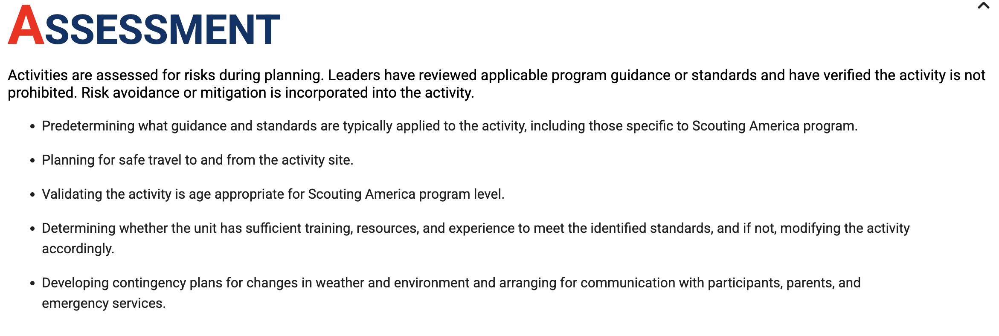 ASSESSMENT
Activities are assessed for risks during planning. Leaders have reviewed applicable program guidance or standards and have verified the activity is not
prohibited. Risk avoidance or mitigation is incorporated into the activity.
• Predetermining what guidance and standards are typically applied to the activity, including those specific to Scouting America program.
• Planning for safe travel to and from the activity site.
• Validating the activity is age appropriate for Scouting America program level.
• Determining whether the unit has sufficient training, resources, and experience to meet the identified standards, and if not, modifying the activity
accordingly.
• Developing contingency plans for changes in weather and environment and arranging for communication with participants, parents, and
emergency services.